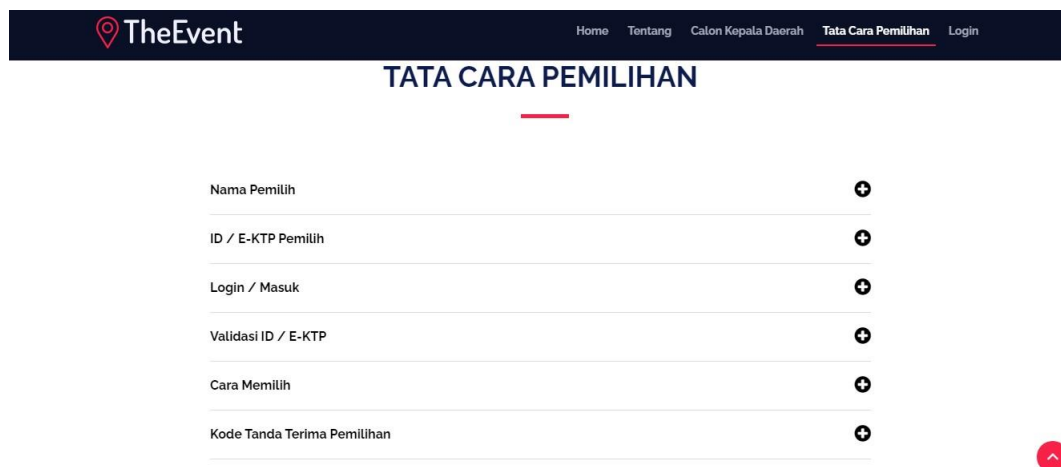 TheEvent
Home Tentang Calon Kepala Daerah Tata Cara Pemilihan Login
TATA CARA PEMILIHAN
Nama Pemilih
ID / E-KTP Pemilih
Login / Masuk
Validasi ID / E-KTP
Cara Memilih
Kode Tanda Terima Pemilihan